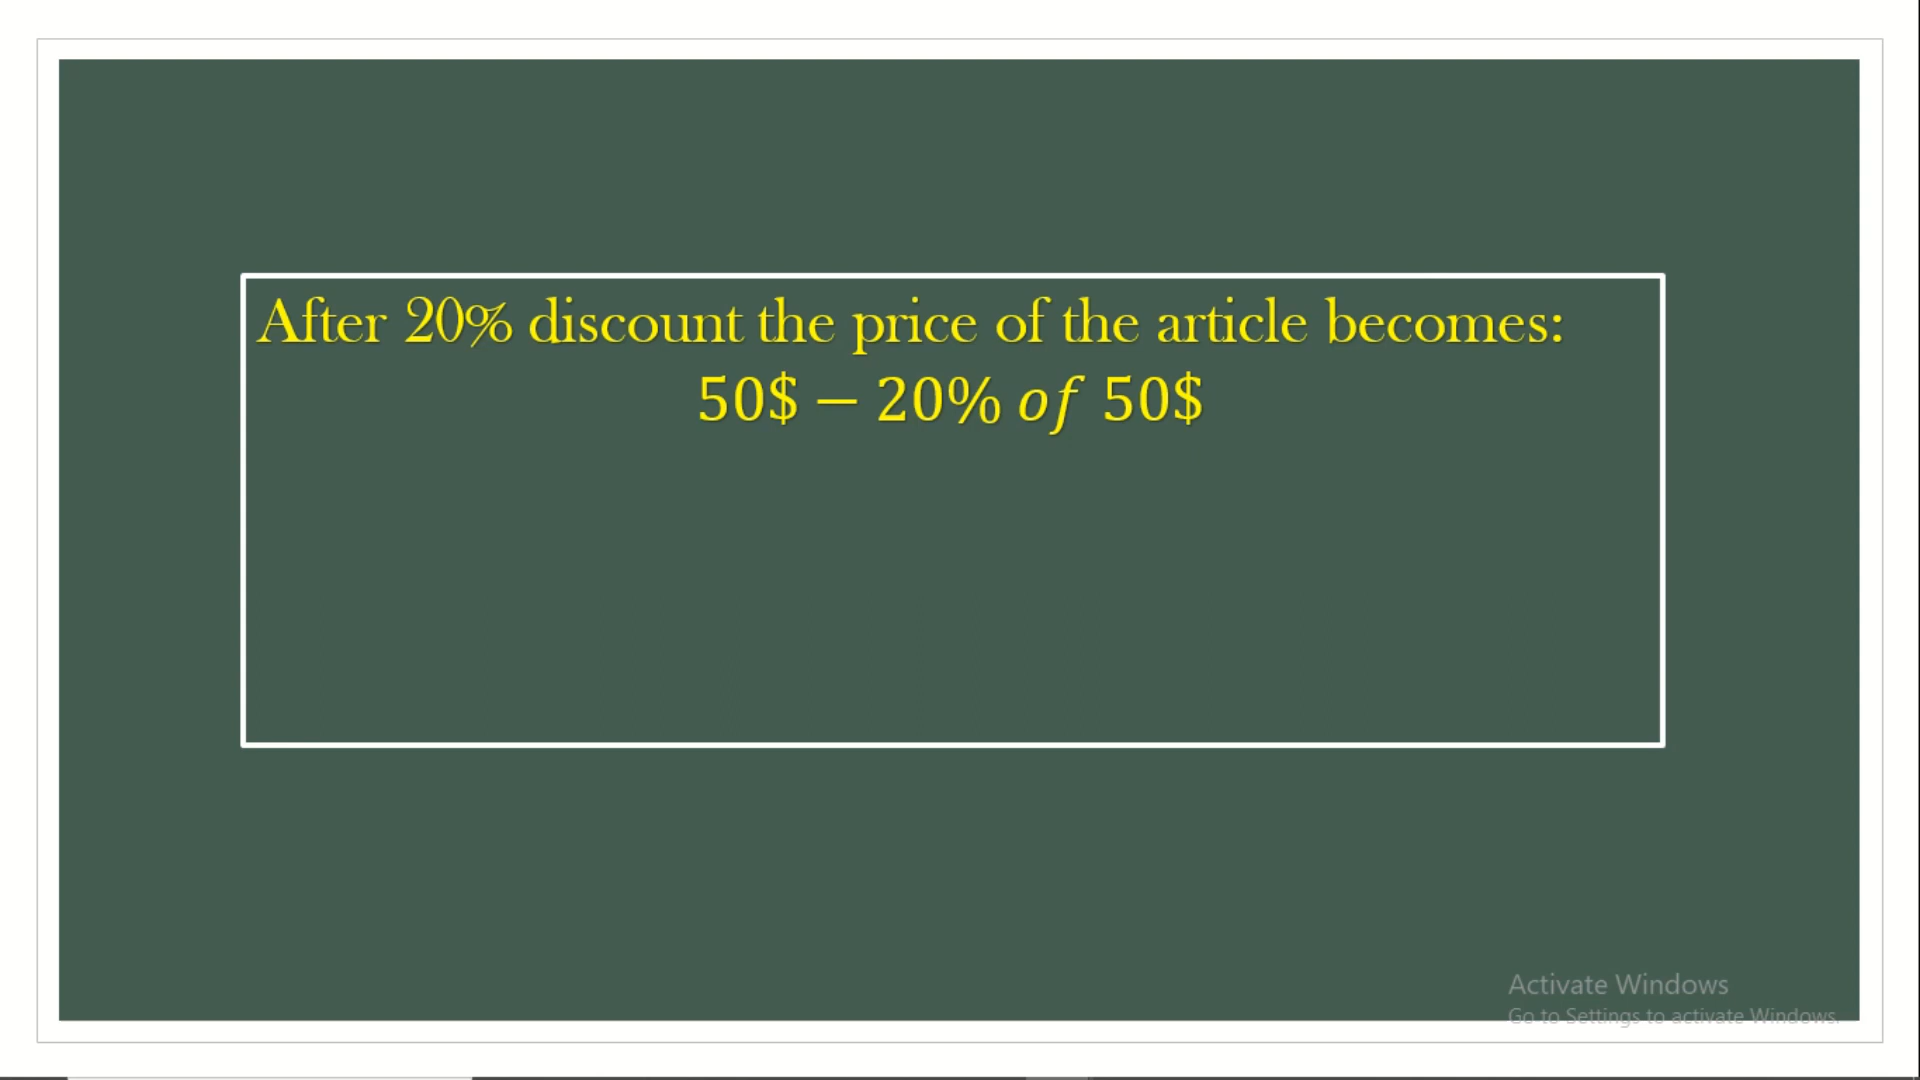 After 20% discount the price of the article becomes:
50$ − 20% of 50$
Activate Windows
Go to Settings to activate Windows.